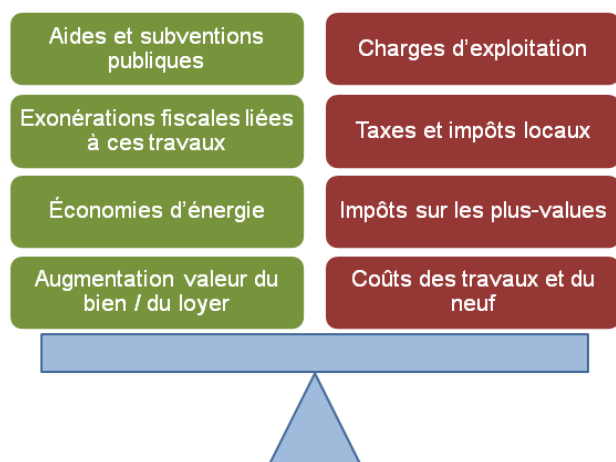 Aides et subventions
publiques
Charges d'exploitation
Exonérations fiscales liées
à ces travaux
Taxes et impôts locaux
Économies d'énergie
Impôts sur les plus-values
Augmentation valeur du
bien / du loyer
Coûts des travaux et du
neuf